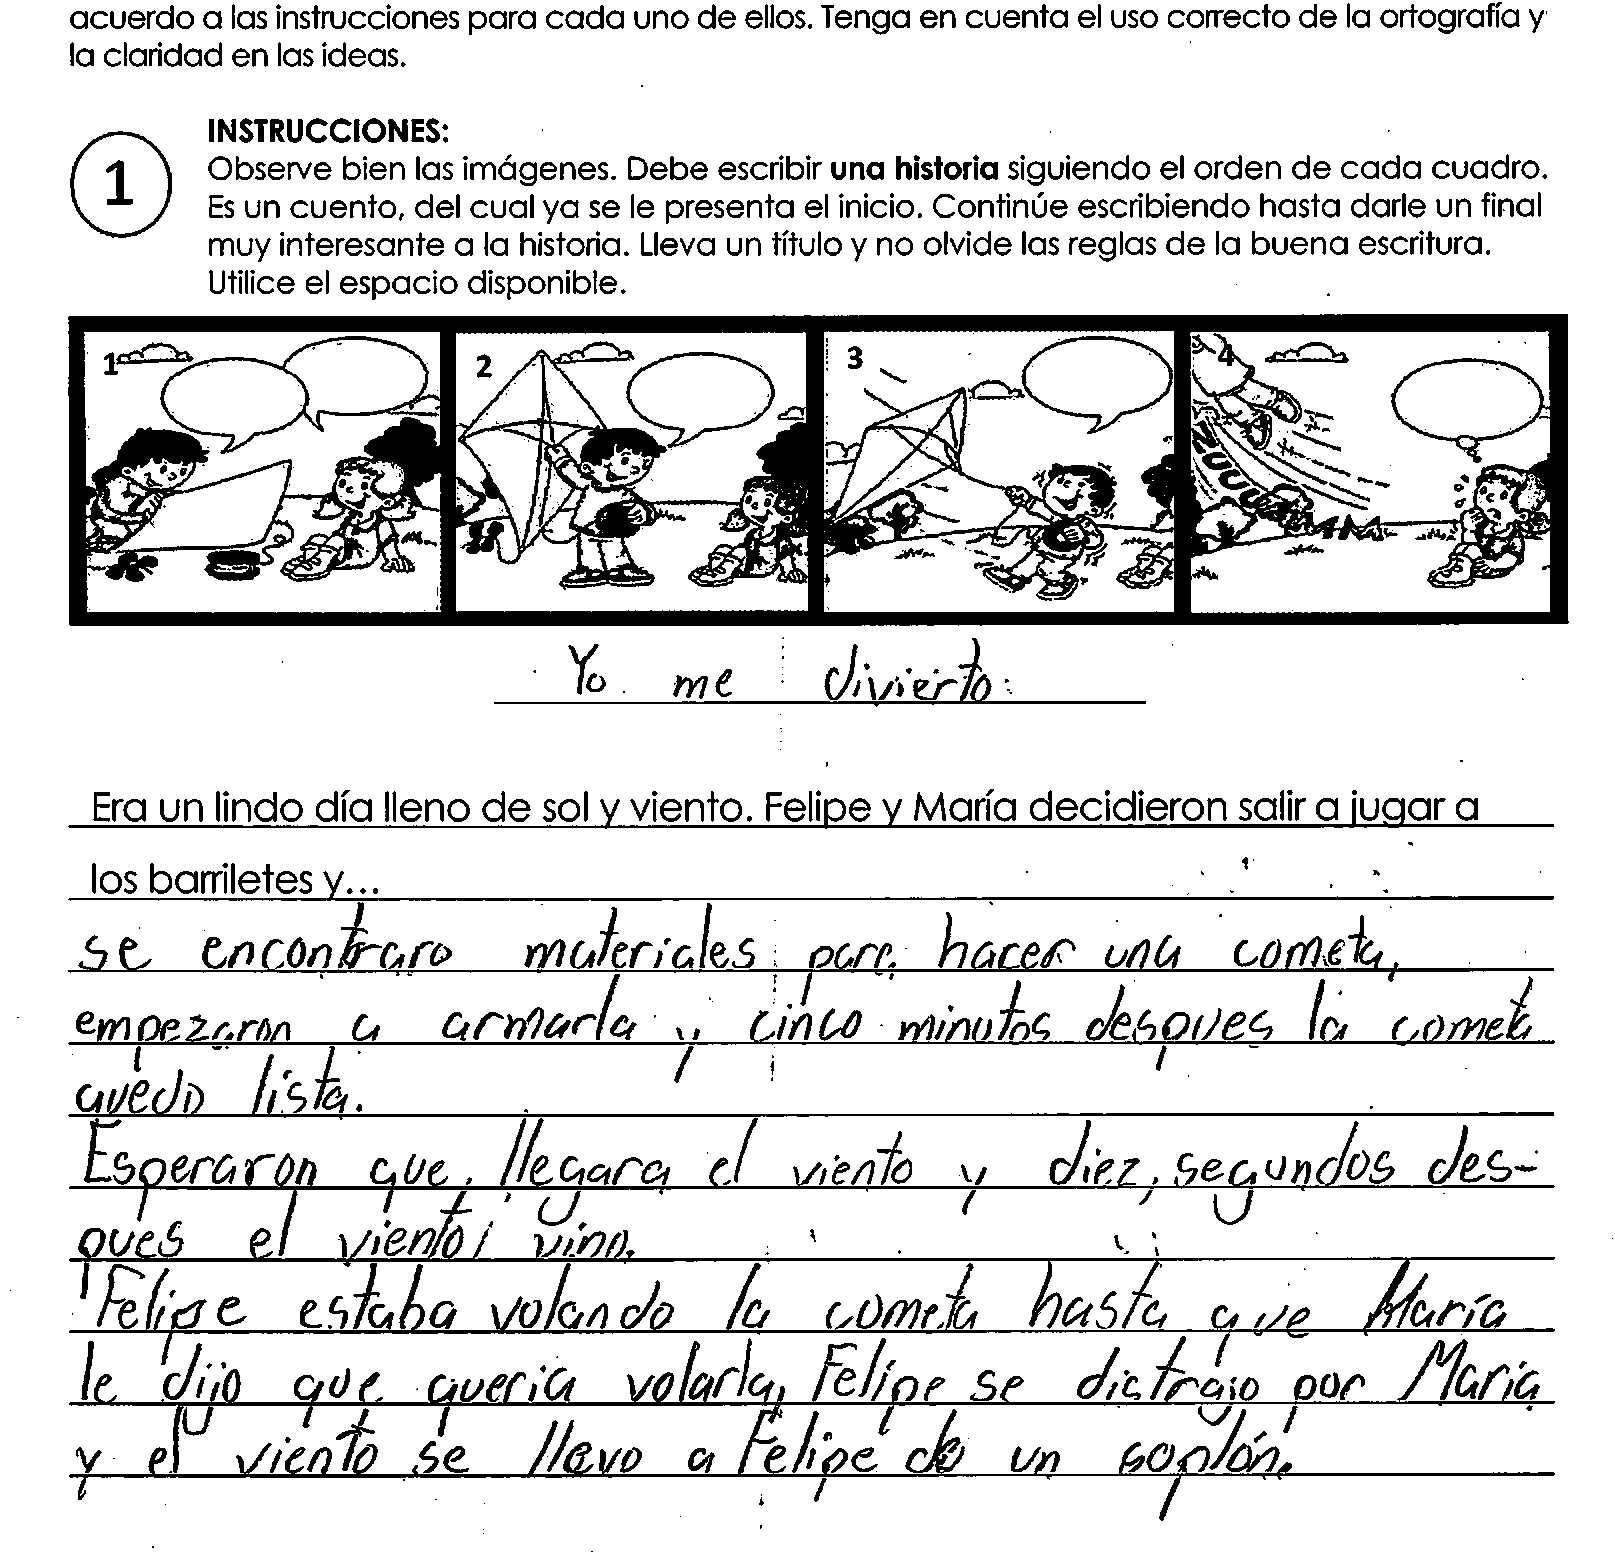 acuerdo a las instrucciones para cada uno de ellos. Tenga en cuenta el uso correcto de la ortografía y
la claridad en las ideas.
1
INSTRUCCIONES:
Observe bien las imágenes. Debe escribir una historia siguiendo el orden de cada cuadro.
Es un cuento, del cual ya se le presenta el inicio. Continúe escribiendo hasta darle un final
muy interesante a la historia. Lleva un título y no olvide las reglas de la buena escritura.
Utilice el espacio disponible.
1 2 3 4
ZUUUU
Yo me divierto
Era un lindo día lleno de sol y viento. Felipe y María decidieron salir a jugar a
los barriletes y...
se encontraro materiales para hacer una cometa,
empezaron a armarla y cinco minutos despues la cometa
quedo lista.
Esperaron que llegara el viento y diez, segundos des-
pues el viento vino.
Felipe estaba volando la cometa hasta que María
le dijo que queria volarla, Felipe se distrajo por María
y el viento se llevo a Felipe de un soplón.